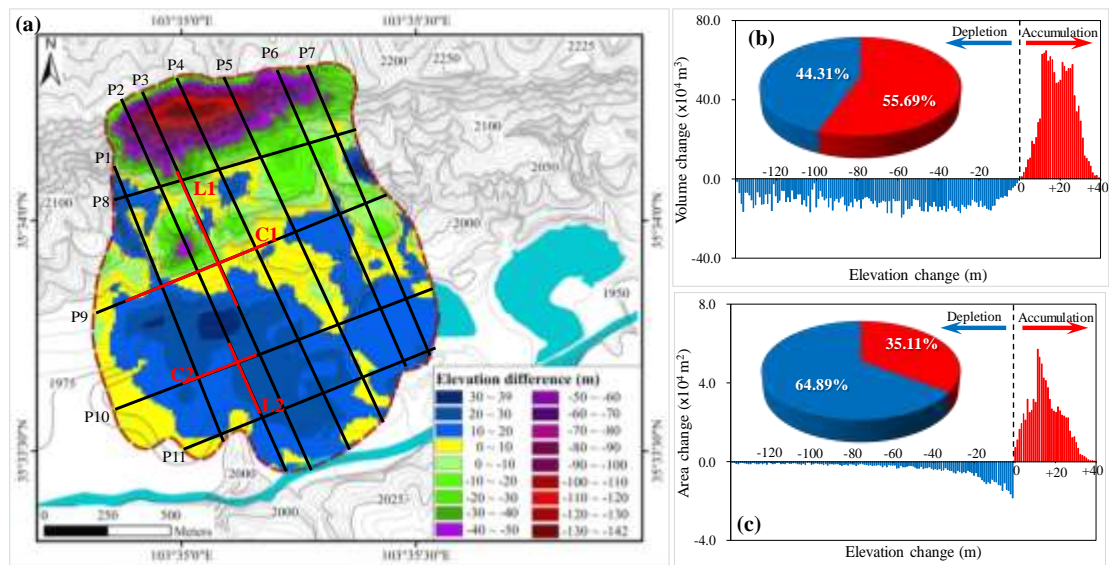 (a)
103°35'0"E
103°35'30"E
N
2200
2225
2250
P7
P6
P5
P4
P3
P2
2100
2050
P1
L1
P8
2100
2000
35°34'0"N
35°34'0"N
C1
1950
P9
1975
C2
L2
P10
P11
2000
2025
2000
35°33'30"N
35°33'30"N
Elevation difference (m)
30 ~ 39
-50 ~ -60
20 ~ 30
-60 ~ -70
10 ~ 20
-70 ~ -80
0 ~ 10
-80 ~ -90
0 ~ -10
-90 ~ -100
-10 ~ -20
-100 ~ -110
-20 ~ -30
-110 ~ -120
-30 ~ -40
-120 ~ -130
-40 ~ -50
-130 ~ -142
0 250 500
Meters
103°35'0"E
103°35'30"E
(b)
80.0
40.0
0.0
-40.0
Volume change (x10⁴ m³)
Depletion
Accumulation
44.31%
55.69%
-120 -100 -80 -60 -40 -20 0 +20 +40
Elevation change (m)
(c)
8.0
4.0
0.0
-4.0
Area change (x10⁴ m²)
Depletion
Accumulation
35.11%
64.89%
-120 -100 -80 -60 -40 -20 0 +20 +40
Elevation change (m)